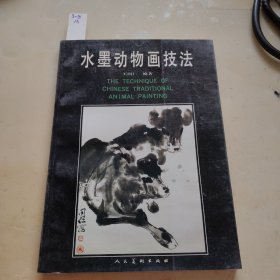 水墨动物画技法
编著
THE TECHNIQUE OF
CHINESE TRADITIONAL
ANIMAL PAINTING
人民美术出版社